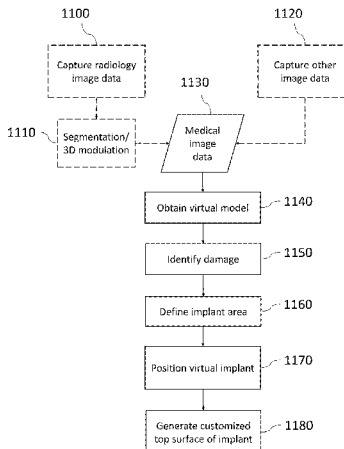 1100
Capture radiology
image data
1120
Capture other
image data
1130
1110
Segmentation/
3D modulation
Medical
image
data
1140
Obtain virtual model
1150
Identify damage
1160
Define implant area
1170
Position virtual implant
Generate customized
top surface of implant
1180